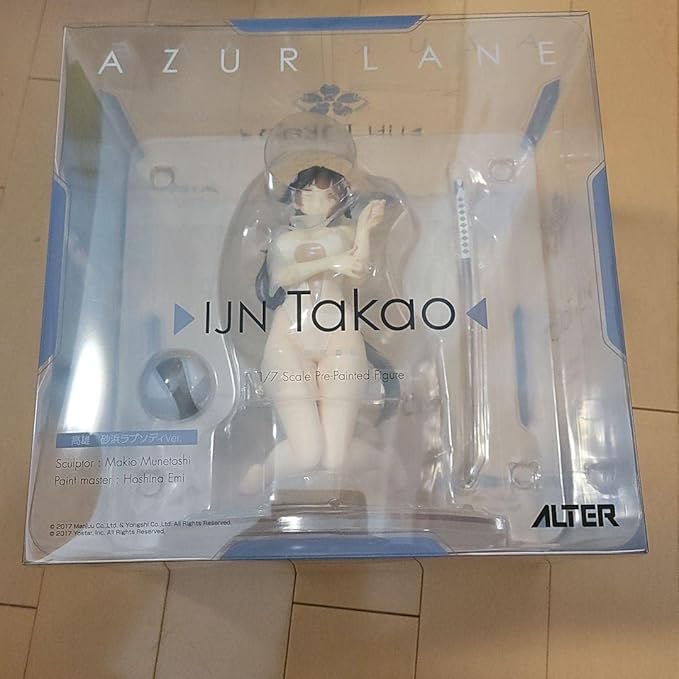 AZUR LANE
IJN Takao
1/7 Scale Pre-Painted Figure
高雄 砂浜ラプソディVer.
Sculptor : Makio Munetoshi
Paint master : Hoshina Emi
© 2017 Manjuu Co.,Ltd. & Yongshi Co.,Ltd. All Rights Reserved.
© 2017 Yostar, Inc. All Rights Reserved.
ALTER